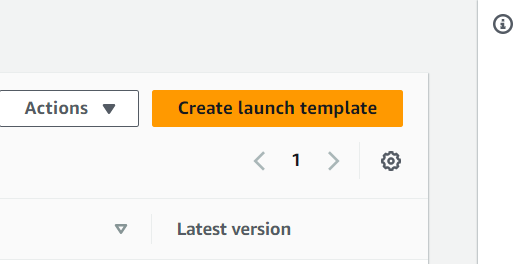 Actions
Create launch template
1
Latest version